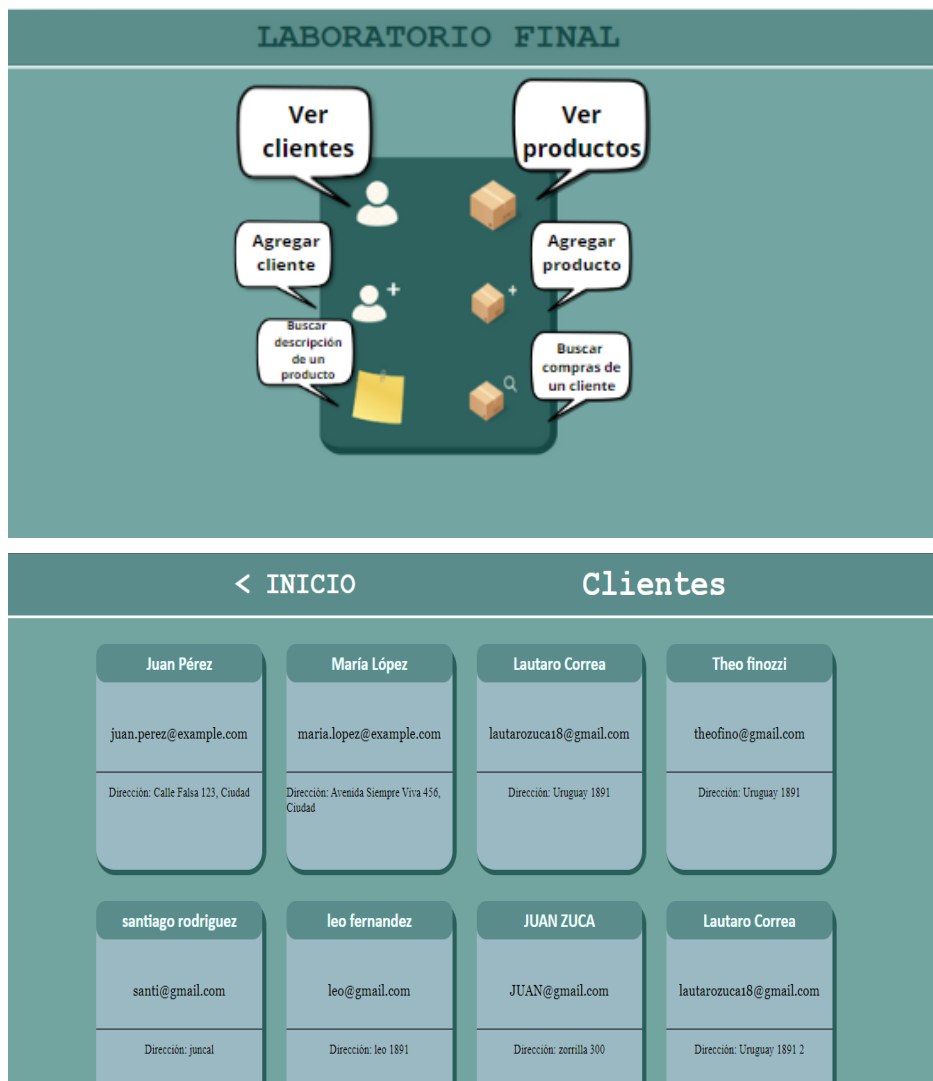 LABORATORIO FINAL
Ver
clientes
Ver
productos
Agregar
cliente
Agregar
producto
Buscar
descripción
de un
producto
Buscar
compras de
un cliente
< INICIO
Clientes
Juan Pérez
María López
Lautaro Correa
Theo finozzi
juan.perez@example.com
maria.lopez@example.com
lautarozuca18@gmail.com
theofino@gmail.com
Dirección: Calle Falsa 123, Ciudad
Dirección: Avenida Siempre Viva 456,
Ciudad
Dirección: Uruguay 1891
Dirección: Uruguay 1891
santiago rodriguez
leo fernandez
JUAN ZUCA
Lautaro Correa
santi@gmail.com
leo@gmail.com
JUAN@gmail.com
lautarozuca18@gmail.com
Dirección: juncal
Dirección: leo 1891
Dirección: zorrilla 300
Dirección: Uruguay 1891 2